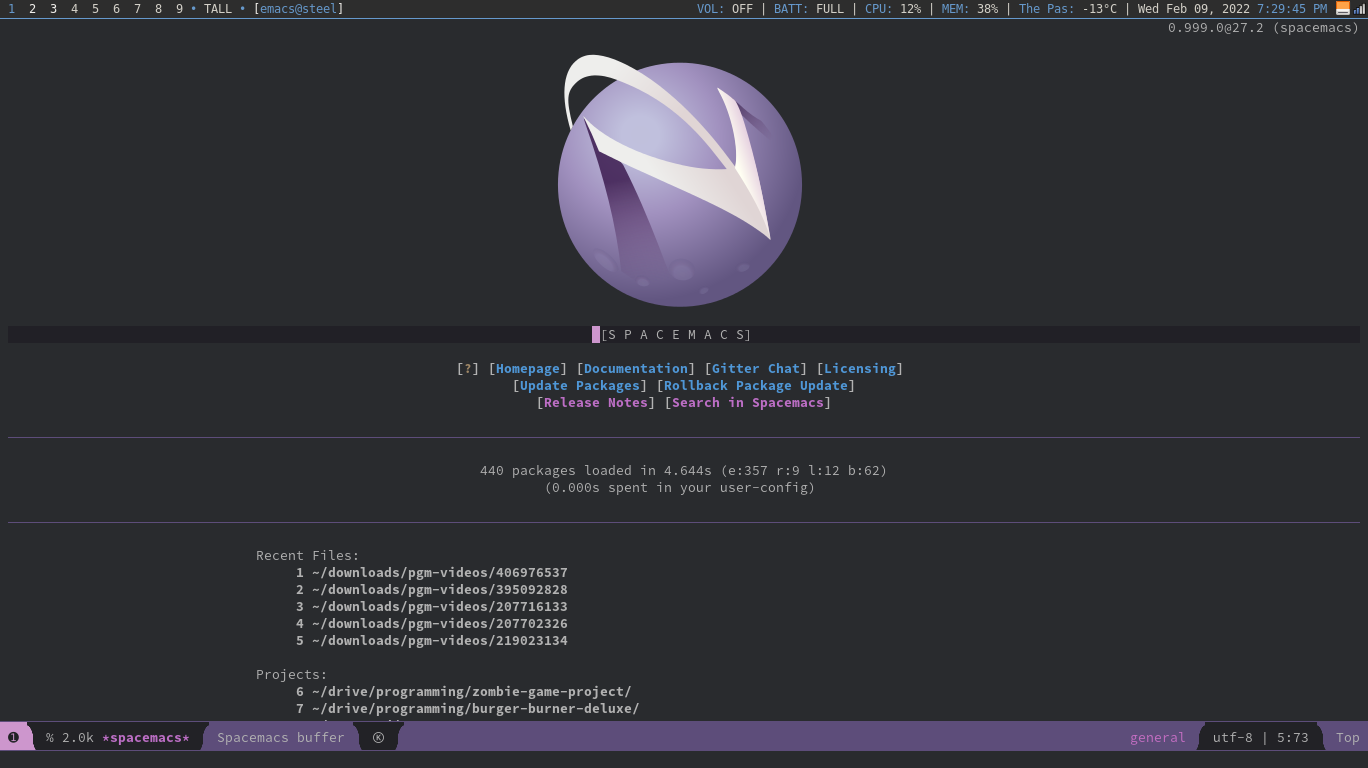 1 2 3 4 5 6 7 8 9 • TALL • [emacs@steel] VOL: OFF | BATT: FULL | CPU: 12% | MEM: 38% | The Pas: -13°C | Wed Feb 09, 2022 7:29:45 PM
0.999.0@27.2 (spacemacs)
[S P A C E M A C S]
[?] [Homepage] [Documentation] [Gitter Chat] [Licensing]
[Update Packages] [Rollback Package Update]
[Release Notes] [Search in Spacemacs]
440 packages loaded in 4.644s (e:357 r:9 l:12 b:62)
(0.000s spent in your user-config)
Recent Files:
1 ~/downloads/pgm-videos/406976537
2 ~/downloads/pgm-videos/395092828
3 ~/downloads/pgm-videos/207716133
4 ~/downloads/pgm-videos/207702326
5 ~/downloads/pgm-videos/219023134
Projects:
6 ~/drive/programming/zombie-game-project/
7 ~/drive/programming/burger-burner-deluxe/
❶ % 2.0k *spacemacs* Spacemacs buffer Ⓚ general utf-8 | 5:73 Top